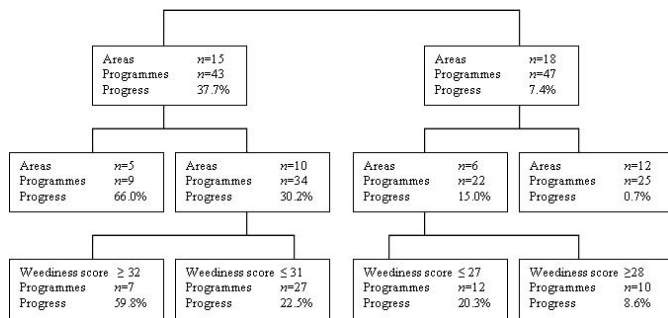 Areas n=15
Programmes n=43
Progress 37.7%
Areas n=18
Programmes n=47
Progress 7.4%
Areas n=5
Programmes n=9
Progress 66.0%
Areas n=10
Programmes n=34
Progress 30.2%
Areas n=6
Programmes n=22
Progress 15.0%
Areas n=12
Programmes n=25
Progress 0.7%
Weediness score ≥ 32
Programmes n=7
Progress 59.8%
Weediness score ≤ 31
Programmes n=27
Progress 22.5%
Weediness score ≤ 27
Programmes n=12
Progress 20.3%
Weediness score ≥28
Programmes n=10
Progress 8.6%